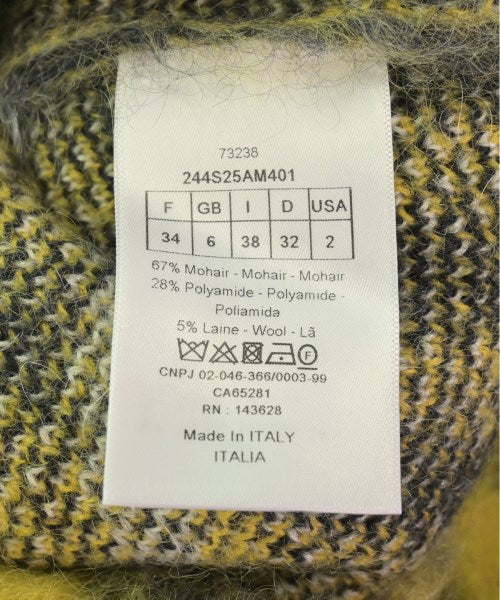 73238
244S25AM401
F GB I D USA
34 6 38 32 2
67% Mohair - Mohair - Mohair
28% Polyamide - Polyamide -
Poliamida
5% Laine - Wool - Lã
F
CNPJ 02-046-366/0003-99
CA65281
RN : 143628
Made In ITALY
ITALIA